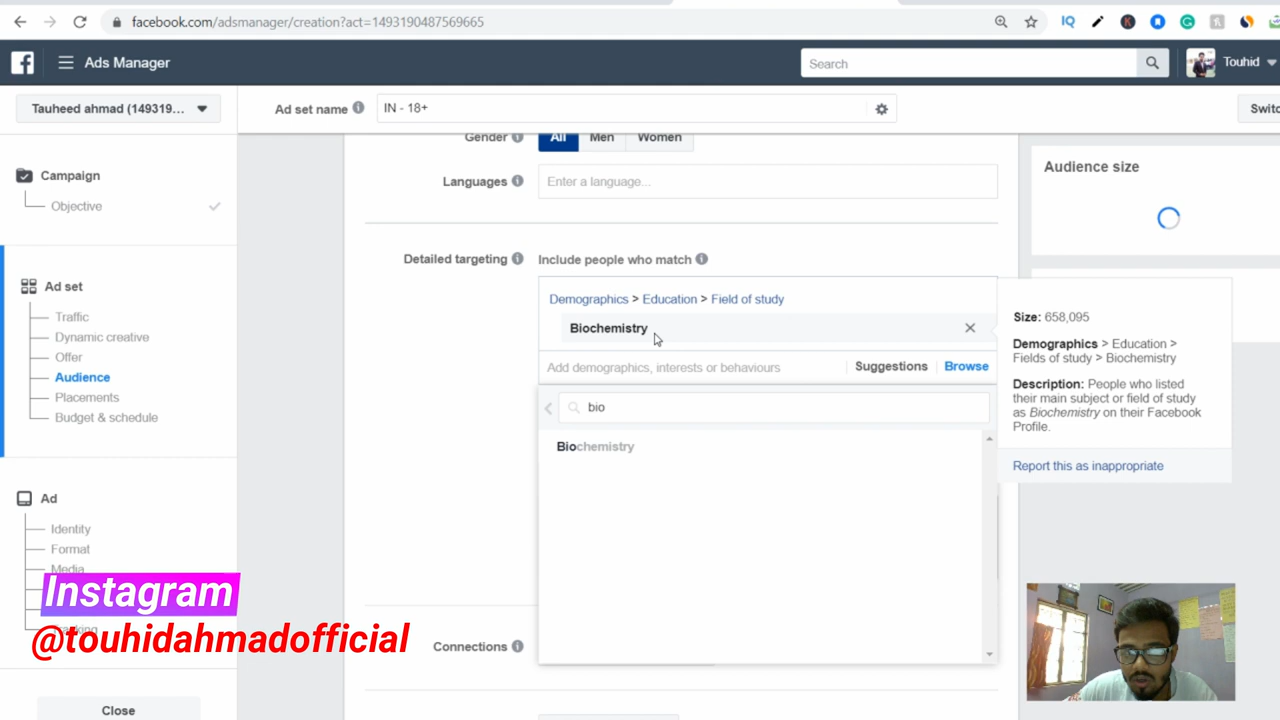 facebook.com/adsmanager/creation?act=1493190487569665
Ads Manager
Search
Touhid
Tauheed ahmad (149319...
Ad set name
IN - 18+
Switc
Campaign
Objective
Ad set
Traffic
Dynamic creative
Offer
Audience
Placements
Budget & schedule
Ad
Identity
Format
Media
Tracking
Close
Gender
All
Men
Women
Languages
Enter a language...
Detailed targeting
Include people who match
Demographics > Education > Field of study
Biochemistry
Add demographics, interests or behaviours
Suggestions
Browse
bio
Biochemistry
Connections
Audience size
Size: 658,095
Demographics > Education >
Fields of study > Biochemistry
Description: People who listed
their main subject or field of study
as Biochemistry on their Facebook
Profile.
Report this as inappropriate
Instagram
@touhidahmadofficial